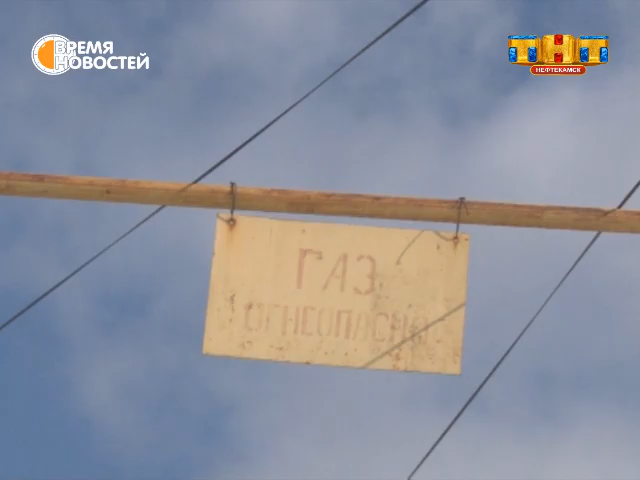 ВРЕМЯ
НОВОСТЕЙ
ТНТ
НЕФТЕКАМСК
ГАЗ
ОГНЕОПАСНО